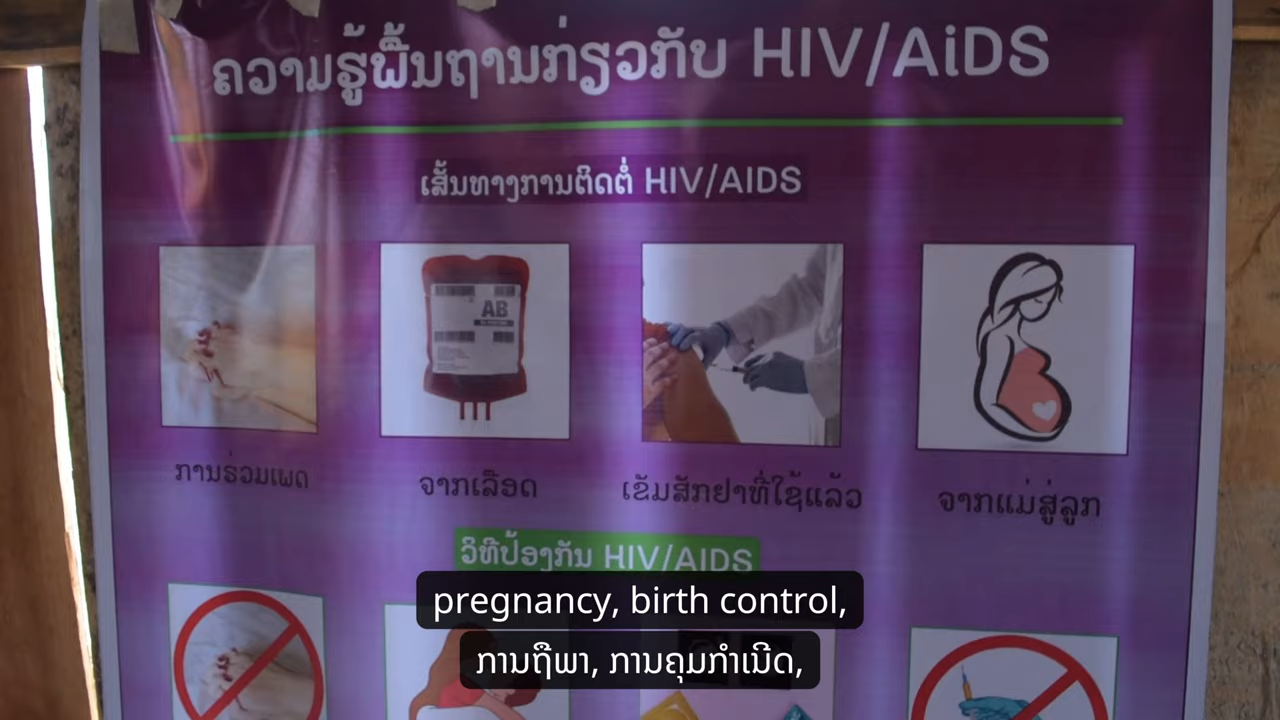 ຄວາມຮູ້ພື້ນຖານກ່ຽວກັບ HIV/AiDS
ເສັ້ນທາງການຕິດຕໍ່ HIV/AIDS
AB
ການຮ່ວມເພດ
ຈາກເລືອດ
ເຂັມສັກຢາທີ່ໃຊ້ແລ້ວ
ຈາກແມ່ສູ່ລູກ
ວິທີປ້ອງກັນ HIV/AIDS
pregnancy, birth control,
ການຖືພາ, ການຄຸມກຳເນີດ,